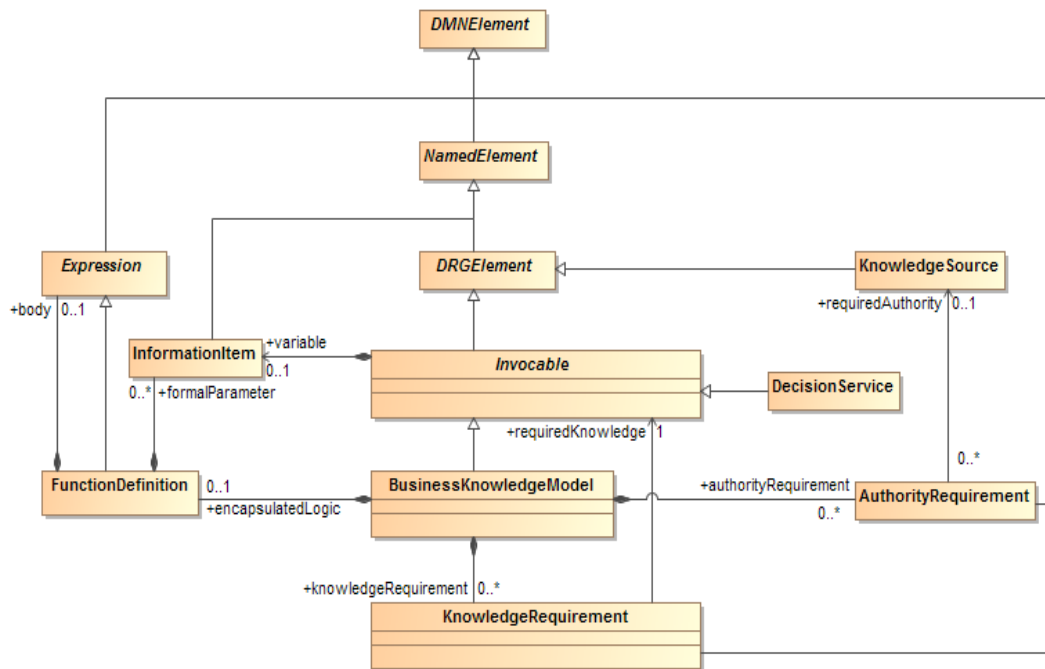 DMNElement
NamedElement
Expression
DRGElement
KnowledgeSource
+body
0..1
+requiredAuthority
0..1
InformationItem
+variable
0..1
Invocable
DecisionService
0..*
+formalParameter
+requiredKnowledge
1
0..*
FunctionDefinition
0..1
+encapsulatedLogic
BusinessKnowledgeModel
+authorityRequirement
0..*
AuthorityRequirement
+knowledgeRequirement
0..*
KnowledgeRequirement